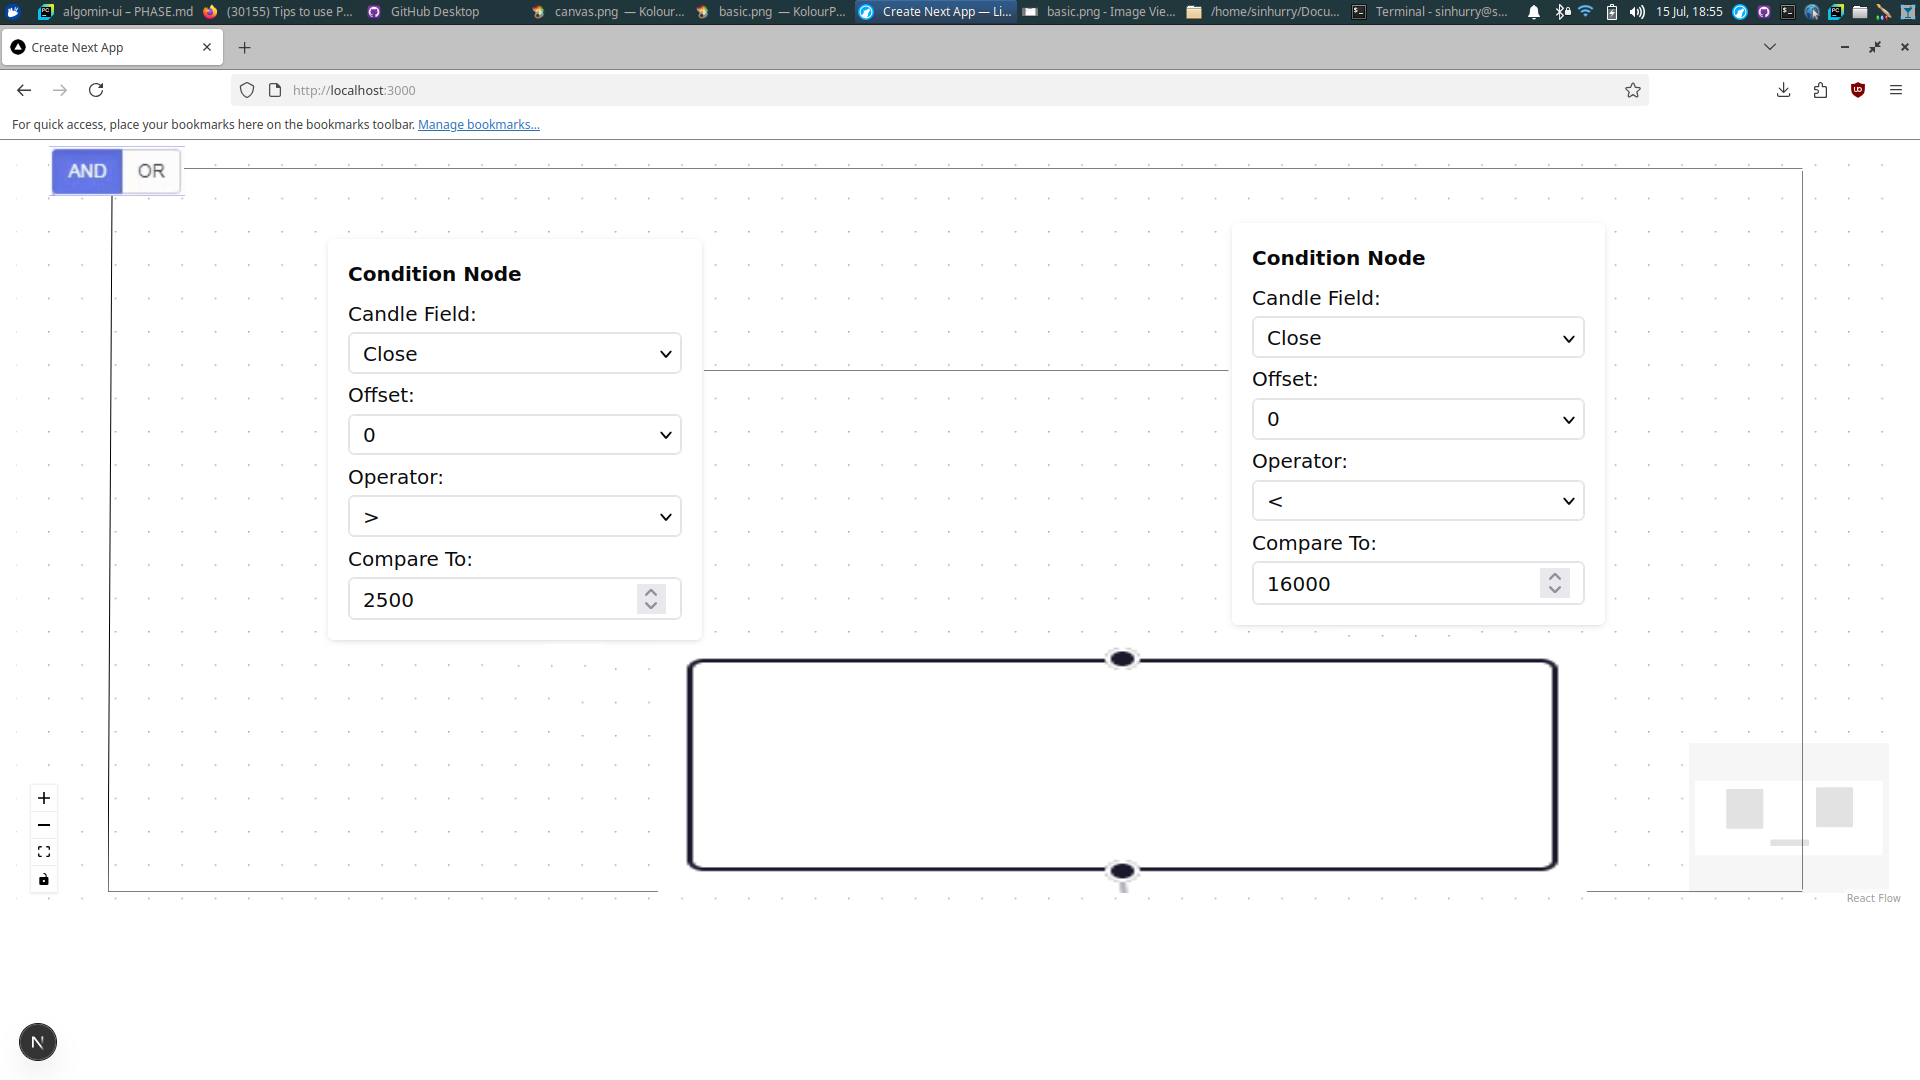 algomin-ui – PHASE.md
(30155) Tips to use P...
GitHub Desktop
canvas.png — Kolour...
basic.png — KolourP...
Create Next App — Li...
basic.png - Image Vie...
/home/sinhurry/Docu...
Terminal - sinhurry@s...
15 Jul, 18:55
Create Next App
http://localhost:3000
For quick access, place your bookmarks here on the bookmarks toolbar. Manage bookmarks...
AND OR
Condition Node
Candle Field:
Close
Offset:
0
Operator:
>
Compare To:
2500
Condition Node
Candle Field:
Close
Offset:
0
Operator:
<
Compare To:
16000
React Flow
N